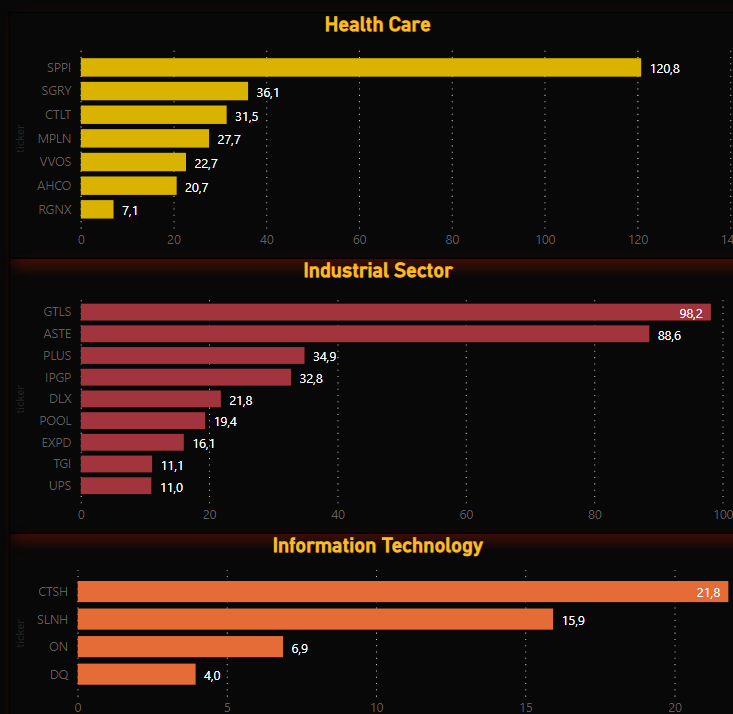 Health Care
ticker
SPPI 120,8
SGRY 36,1
CTLT 31,5
MPLN 27,7
VVOS 22,7
AHCO 20,7
RGNX 7,1
0 20 40 60 80 100 120
Industrial Sector
ticker
GTLS 98,2
ASTE 88,6
PLUS 34,9
IPGP 32,8
DLX 21,8
POOL 19,4
EXPD 16,1
TGI 11,1
UPS 11,0
0 20 40 60 80 100
Information Technology
ticker
CTSH 21,8
SLNH 15,9
ON 6,9
DQ 4,0
0 5 10 15 20